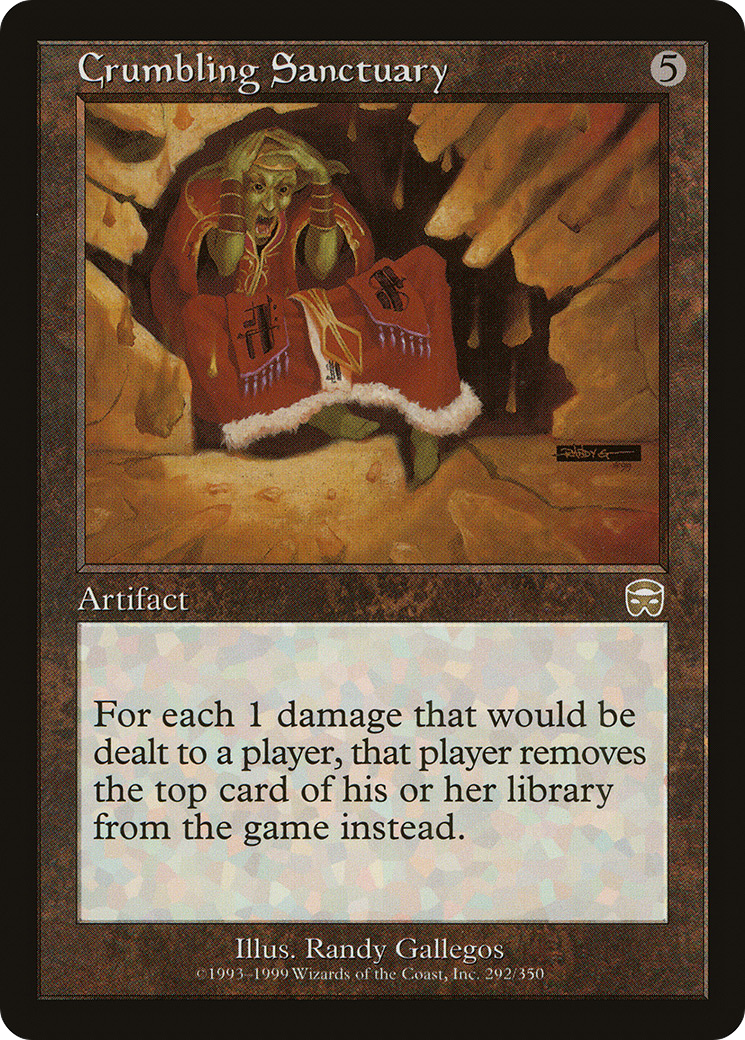 Crumbling Sanctuary 5
RANDY G
Artifact
For each 1 damage that would be
dealt to a player, that player removes
the top card of his or her library
from the game instead.
Illus. Randy Gallegos
©1993–1999 Wizards of the Coast, Inc. 292/350